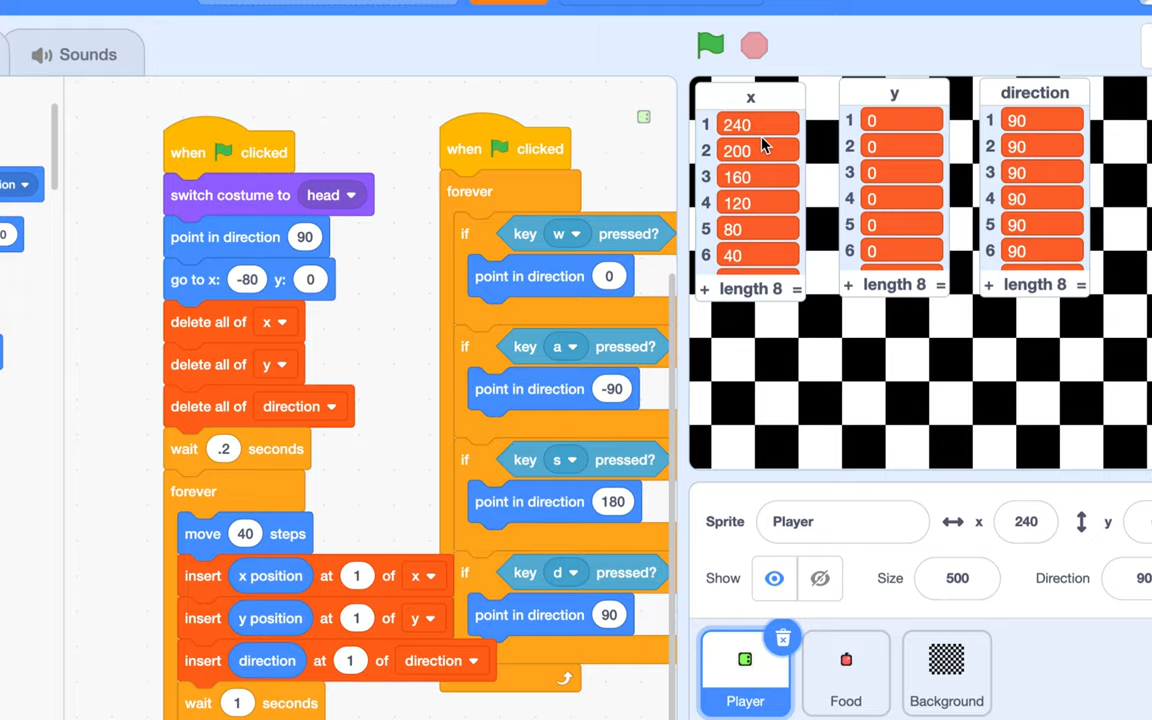 Sounds
ion
0
when clicked
switch costume to head
point in direction 90
go to x: -80 y: 0
delete all of x
delete all of y
delete all of direction
wait .2 seconds
forever
move 40 steps
insert x position at 1 of x
insert y position at 1 of y
insert direction at 1 of direction
wait 1 seconds
when clicked
forever
if key w pressed?
point in direction 0
if key a pressed?
point in direction -90
if key s pressed?
point in direction 180
if key d pressed?
point in direction 90
x
1 240
2 200
3 160
4 120
5 80
6 40
+ length 8 =
y
1 0
2 0
3 0
4 0
5 0
6 0
+ length 8 =
direction
1 90
2 90
3 90
4 90
5 90
6 90
+ length 8 =
Sprite Player x 240 y
Show Size 500 Direction 90
Player Food Background